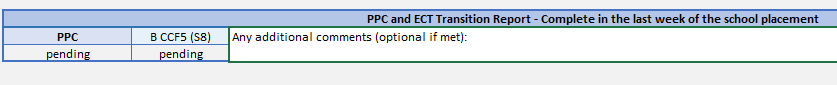 PPC and ECT Transition Report - Complete in the last week of the school placement
PPC B CCF5 (S8) Any additional comments (optional if met):
pending pending